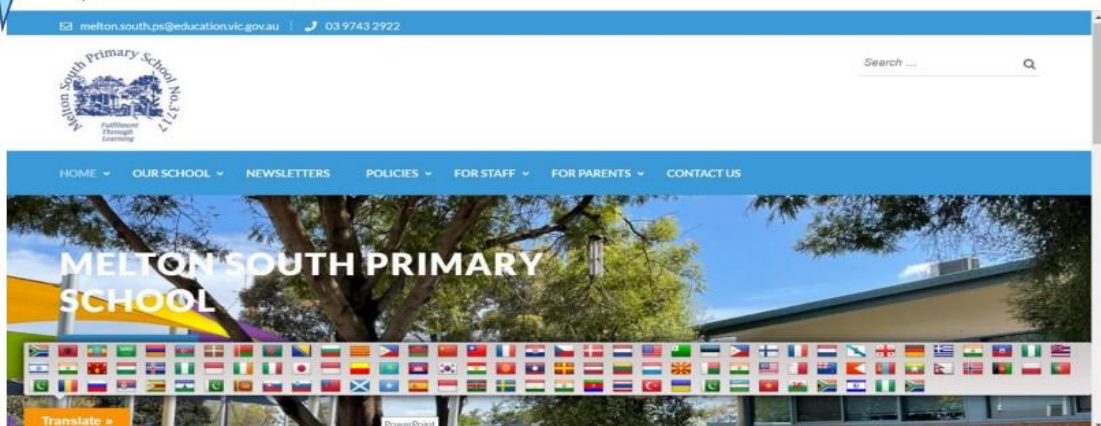 melton.south.ps@education.vic.gov.au | 03 9743 2922
Melton South Primary School No.3717
Fulfilment
Through
Learning
Search ...
HOME OUR SCHOOL NEWSLETTERS POLICIES FOR STAFF FOR PARENTS CONTACT US
MELTON SOUTH PRIMARY
SCHOOL
Translate »
PowerPoint